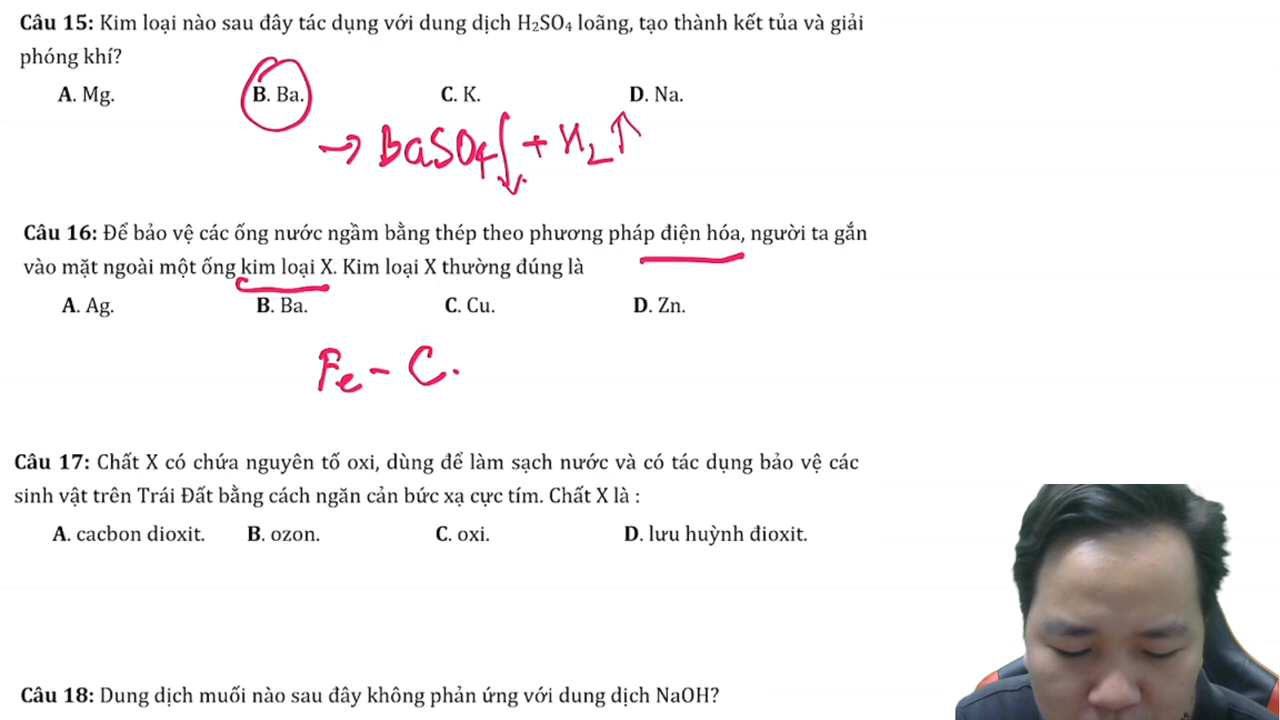 Câu 15: Kim loại nào sau đây tác dụng với dung dịch H₂SO₄ loãng, tạo thành kết tủa và giải
phóng khí?
A. Mg. B. Ba. C. K. D. Na.
→ BaSO4↓ + H2↑
Câu 16: Để bảo vệ các ống nước ngầm bằng thép theo phương pháp điện hóa, người ta gắn
vào mặt ngoài một ống kim loại X. Kim loại X thường đúng là
A. Ag. B. Ba. C. Cu. D. Zn.
Fe - C.
Câu 17: Chất X có chứa nguyên tố oxi, dùng để làm sạch nước và có tác dụng bảo vệ các
sinh vật trên Trái Đất bằng cách ngăn cản bức xạ cực tím. Chất X là :
A. cacbon dioxit. B. ozon. C. oxi. D. lưu huỳnh đioxit.
Câu 18: Dung dịch muối nào sau đây không phản ứng với dung dịch NaOH?